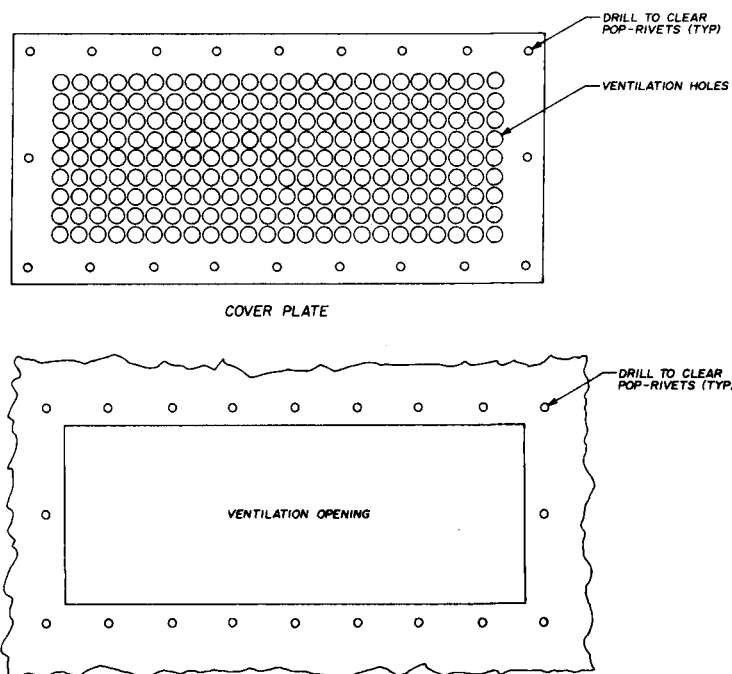 DRILL TO CLEAR
POP-RIVETS (TYP)
VENTILATION HOLES
COVER PLATE
DRILL TO CLEAR
POP-RIVETS (TYP.
VENTILATION OPENING